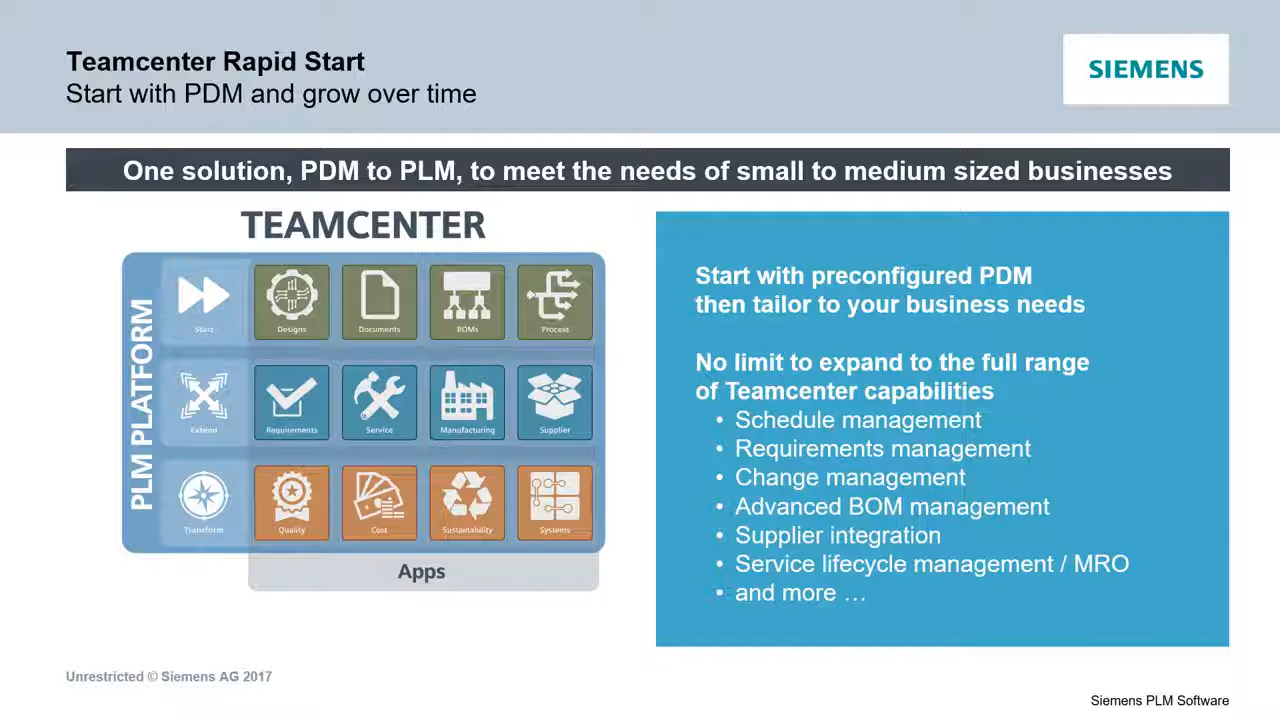 Teamcenter Rapid Start
Start with PDM and grow over time
SIEMENS
One solution, PDM to PLM, to meet the needs of small to medium sized businesses
TEAMCENTER
PLM PLATFORM
Start
Designs
Documents
BOMs
Process
Extend
Requirements
Service
Manufacturing
Supplier
Transform
Quality
Cost
Sustainability
Systems
Apps
Start with preconfigured PDM
then tailor to your business needs
No limit to expand to the full range
of Teamcenter capabilities
• Schedule management
• Requirements management
• Change management
• Advanced BOM management
• Supplier integration
• Service lifecycle management / MRO
• and more …
Unrestricted © Siemens AG 2017
Siemens PLM Software